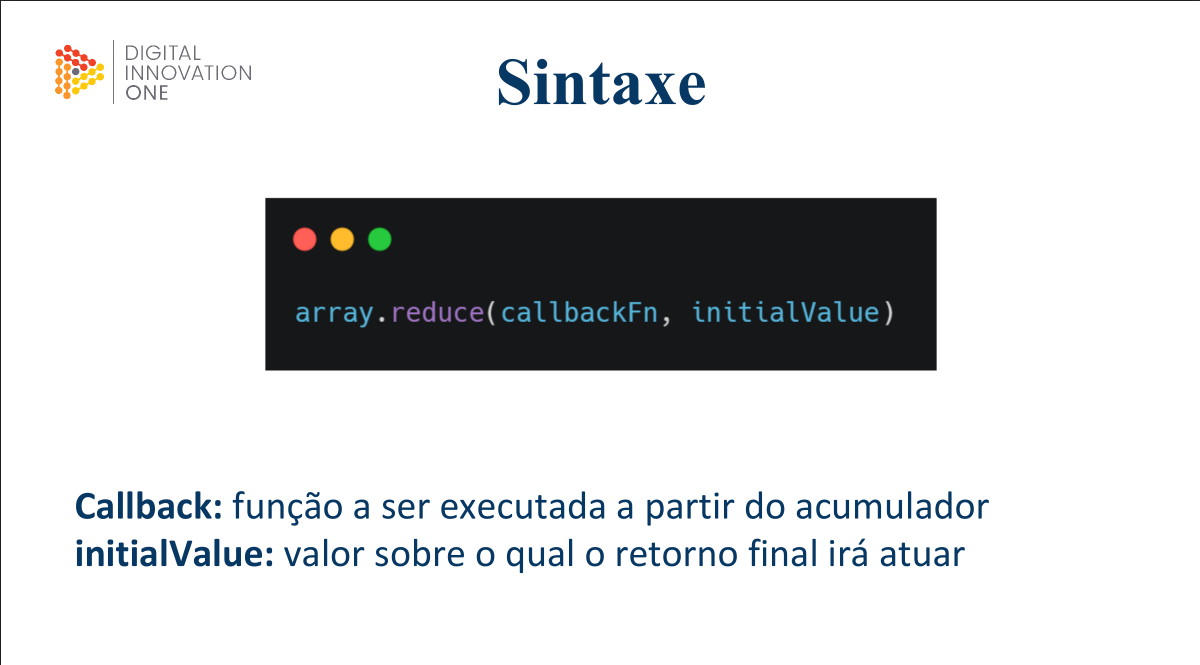 DIGITAL
INNOVATION
ONE
Sintaxe
array.reduce(callbackFn, initialValue)
Callback: função a ser executada a partir do acumulador
initialValue: valor sobre o qual o retorno final irá atuar